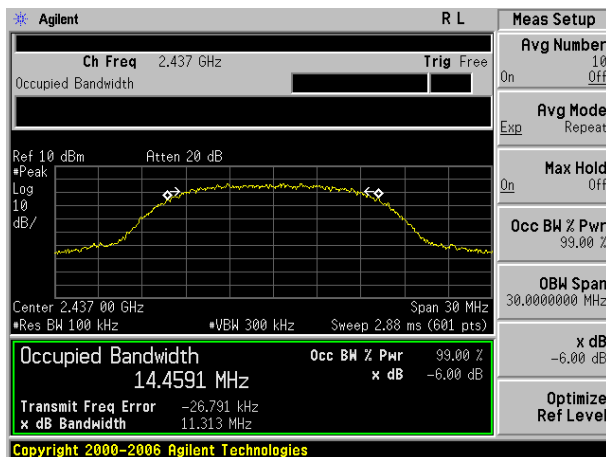 Agilent R L
Ch Freq 2.437 GHz Trig Free
Occupied Bandwidth
Ref 10 dBm Atten 20 dB
#Peak
Log
10
dB/
Center 2.437 00 GHz Span 30 MHz
#Res BW 100 kHz #VBW 300 kHz Sweep 2.88 ms (601 pts)
Occupied Bandwidth Occ BW % Pwr 99.00 %
14.4591 MHz x dB -6.00 dB
Transmit Freq Error -26.791 kHz
x dB Bandwidth 11.313 MHz
Copyright 2000-2006 Agilent Technologies
Meas Setup
Avg Number
10
On Off
Avg Mode
Exp Repeat
Max Hold
On Off
Occ BW % Pwr
99.00 %
OBW Span
30.0000000 MHz
x dB
-6.00 dB
Optimize
Ref Level